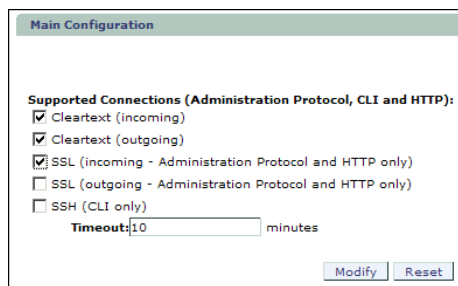 Main Configuration
Supported Connections (Administration Protocol, CLI and HTTP):
Cleartext (incoming)
Cleartext (outgoing)
SSL (incoming - Administration Protocol and HTTP only)
SSL (outgoing - Administration Protocol and HTTP only)
SSH (CLI only)
Timeout: 10 minutes
Modify Reset